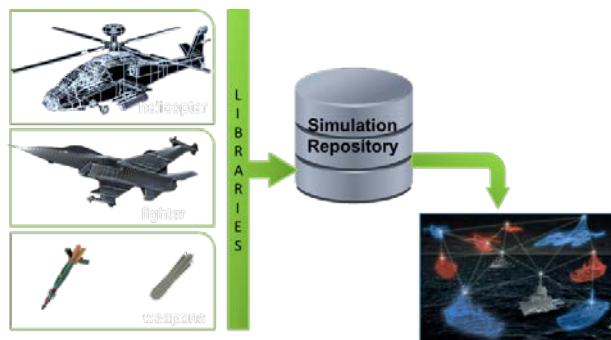 helicopter
fighter
weapons
LIBRARIES
Simulation
Repository